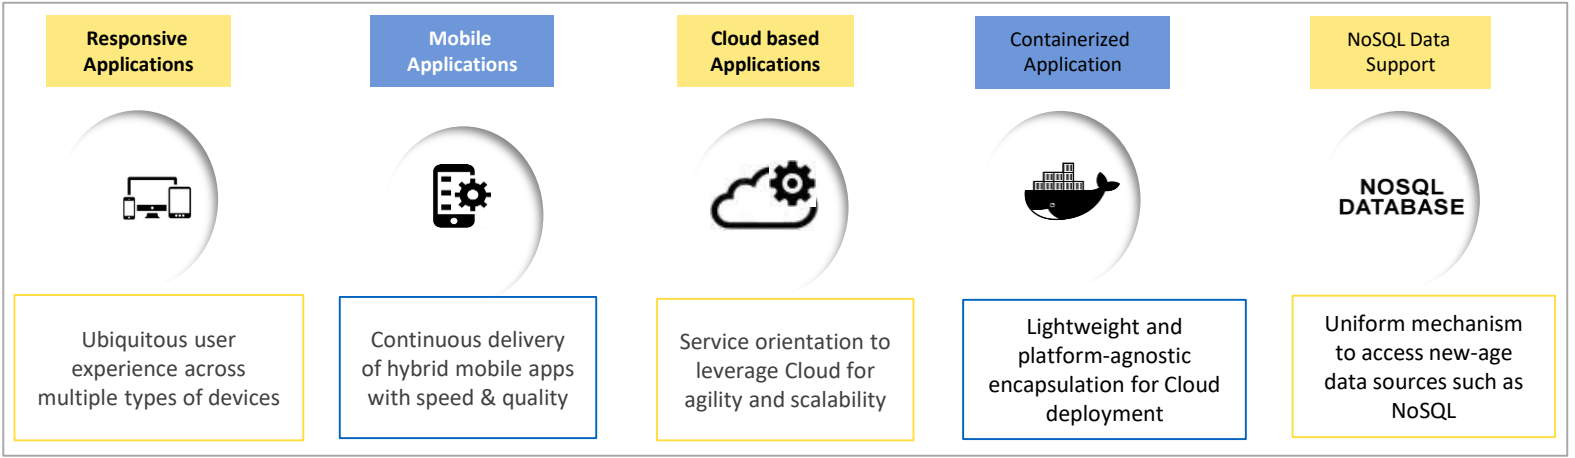 Responsive
Applications
Mobile
Applications
Cloud based
Applications
Containerized
Application
NoSQL Data
Support
NOSQL
DATABASE
Ubiquitous user
experience across
multiple types of devices
Continuous delivery
of hybrid mobile apps
with speed & quality
Service orientation to
leverage Cloud for
agility and scalability
Lightweight and
platform-agnostic
encapsulation for Cloud
deployment
Uniform mechanism
to access new-age
data sources such as
NoSQL